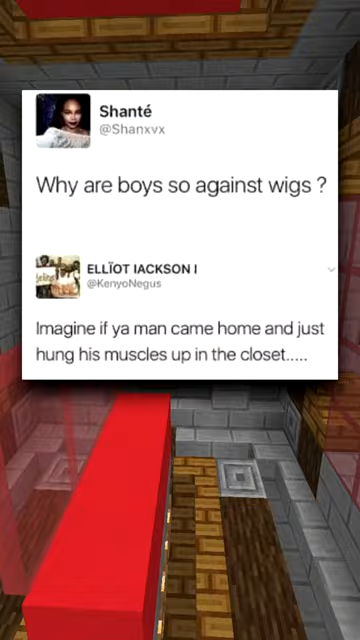 Shanté
@Shanxvx
Why are boys so against wigs ?
ELLÏOT IACKSON I
@KenyoNegus
Imagine if ya man came home and just
hung his muscles up in the closet.....